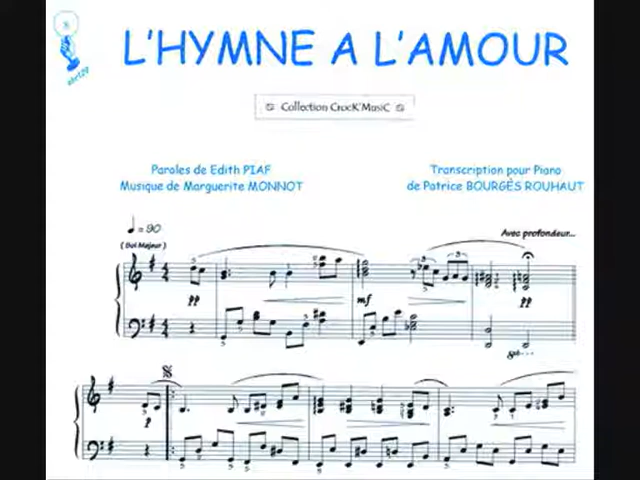 L'HYMNE A L'AMOUR
Collection CrocK'MusiC
Paroles de Edith PIAF
Musique de Marguerite MONNOT
Transcription pour Piano
de Patrice BOURGÈS ROUHAUT
= 90
(Sol Majeur)
Avec profondeur...
pp
mf
pp
8va---
p